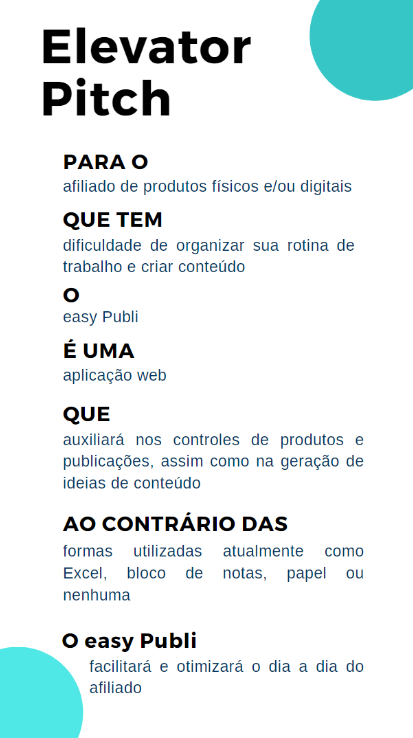 Elevator
Pitch
PARA O
afiliado de produtos físicos e/ou digitais
QUE TEM
dificuldade de organizar sua rotina de
trabalho e criar conteúdo
O
easy Publi
É UMA
aplicação web
QUE
auxiliará nos controles de produtos e
publicações, assim como na geração de
ideias de conteúdo
AO CONTRÁRIO DAS
formas utilizadas atualmente como
Excel, bloco de notas, papel ou
nenhuma
O easy Publi
facilitará e otimizará o dia a dia do
afiliado